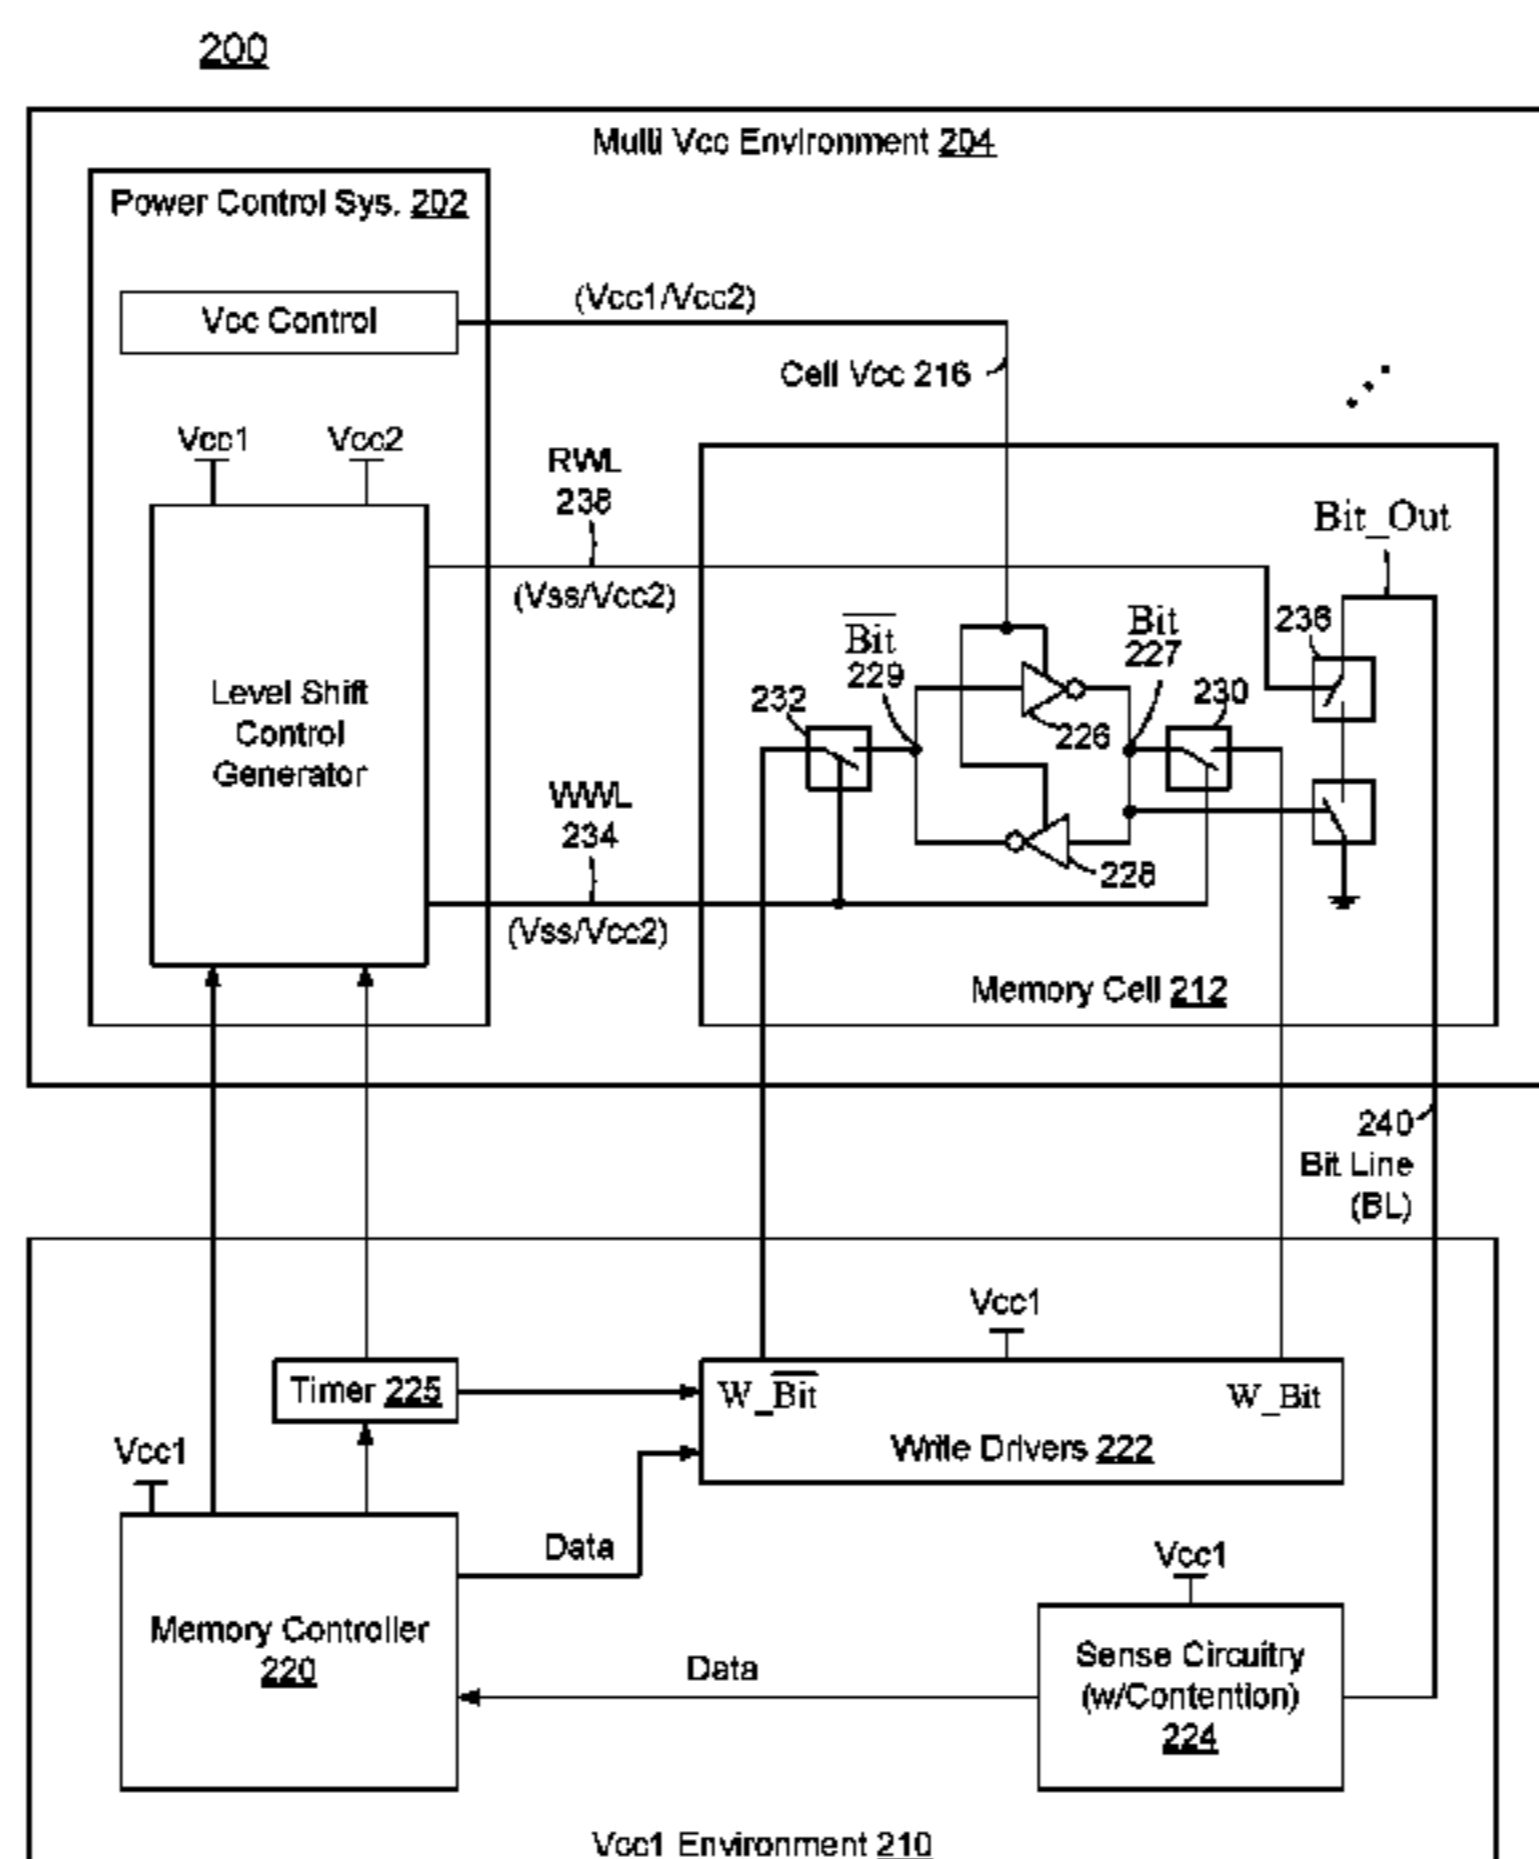 200
Multi Vcc Environment 204
Power Control Sys. 202
Vcc Control
(Vcc1/Vcc2)
Cell Vcc 216
Vcc1
Vcc2
RWL
238
(Vss/Vcc2)
Level Shift
Control
Generator
WWL
234
(Vss/Vcc2)
Bit_Out
B̅i̅t̅
229
Bit
227
236
232
230
226
228
Memory Cell 212
240
Bit Line
(BL)
Vcc1
Timer 225
W_B̅i̅t̅
W_Bit
Write Drivers 222
Vcc1
Data
Vcc1
Memory Controller
220
Data
Sense Circuitry
(w/Contention)
224
Vcc1 Environment 210